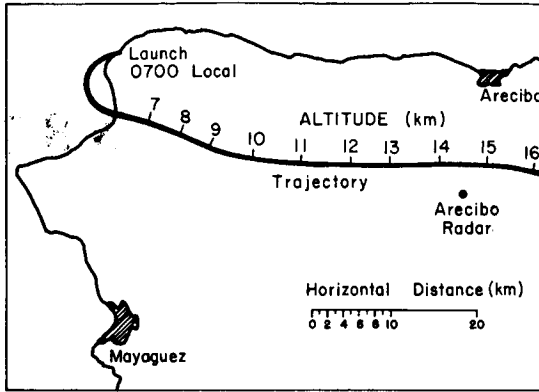 Launch
0700 Local
Arecibo
ALTITUDE (km)
7
8
9
10
11
12
13
14
15
16
Trajectory
Arecibo
Radar
Horizontal Distance (km)
0 2 4 6 8 10 20
Mayaguez